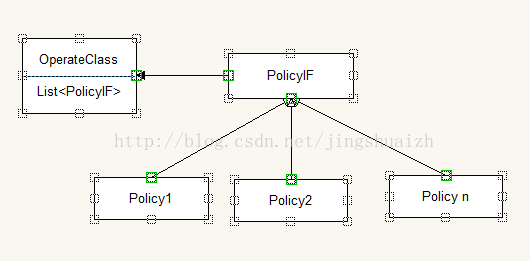 OperateClass
List<PolicyIF>
PolicyIF
http://blog.csdn.net/jingshuaizh
Policy1
Policy2
Policy n